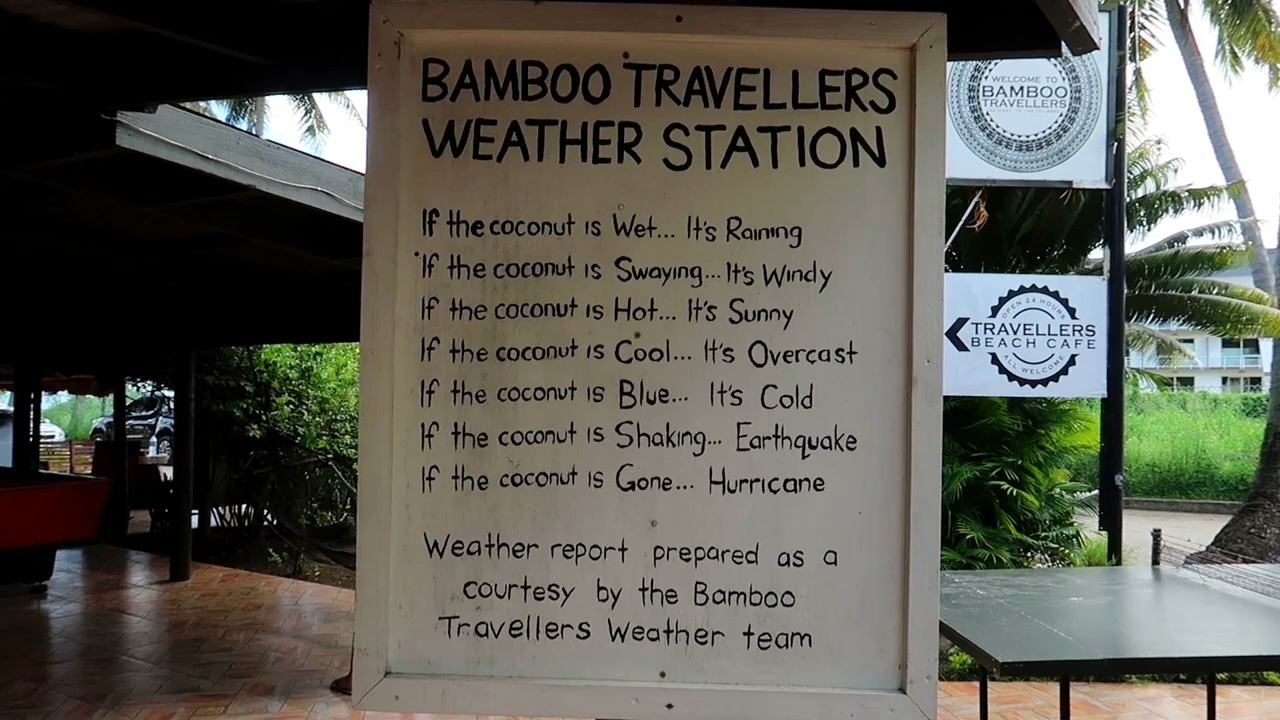 BAMBOO TRAVELLERS
WEATHER STATION
If the coconut is Wet... It's Raining
If the coconut is Swaying... It's Windy
If the coconut is Hot... It's Sunny
If the coconut is Cool... It's Overcast
If the coconut is Blue... It's Cold
If the coconut is Shaking... Earthquake
If the coconut is Gone... Hurricane
Weather report prepared as a
courtesy by the Bamboo
Travellers Weather team
WELCOME TO
BAMBOO
TRAVELLERS
OPEN 24 HOURS
TRAVELLERS
BEACH CAFE
ALL WELCOME